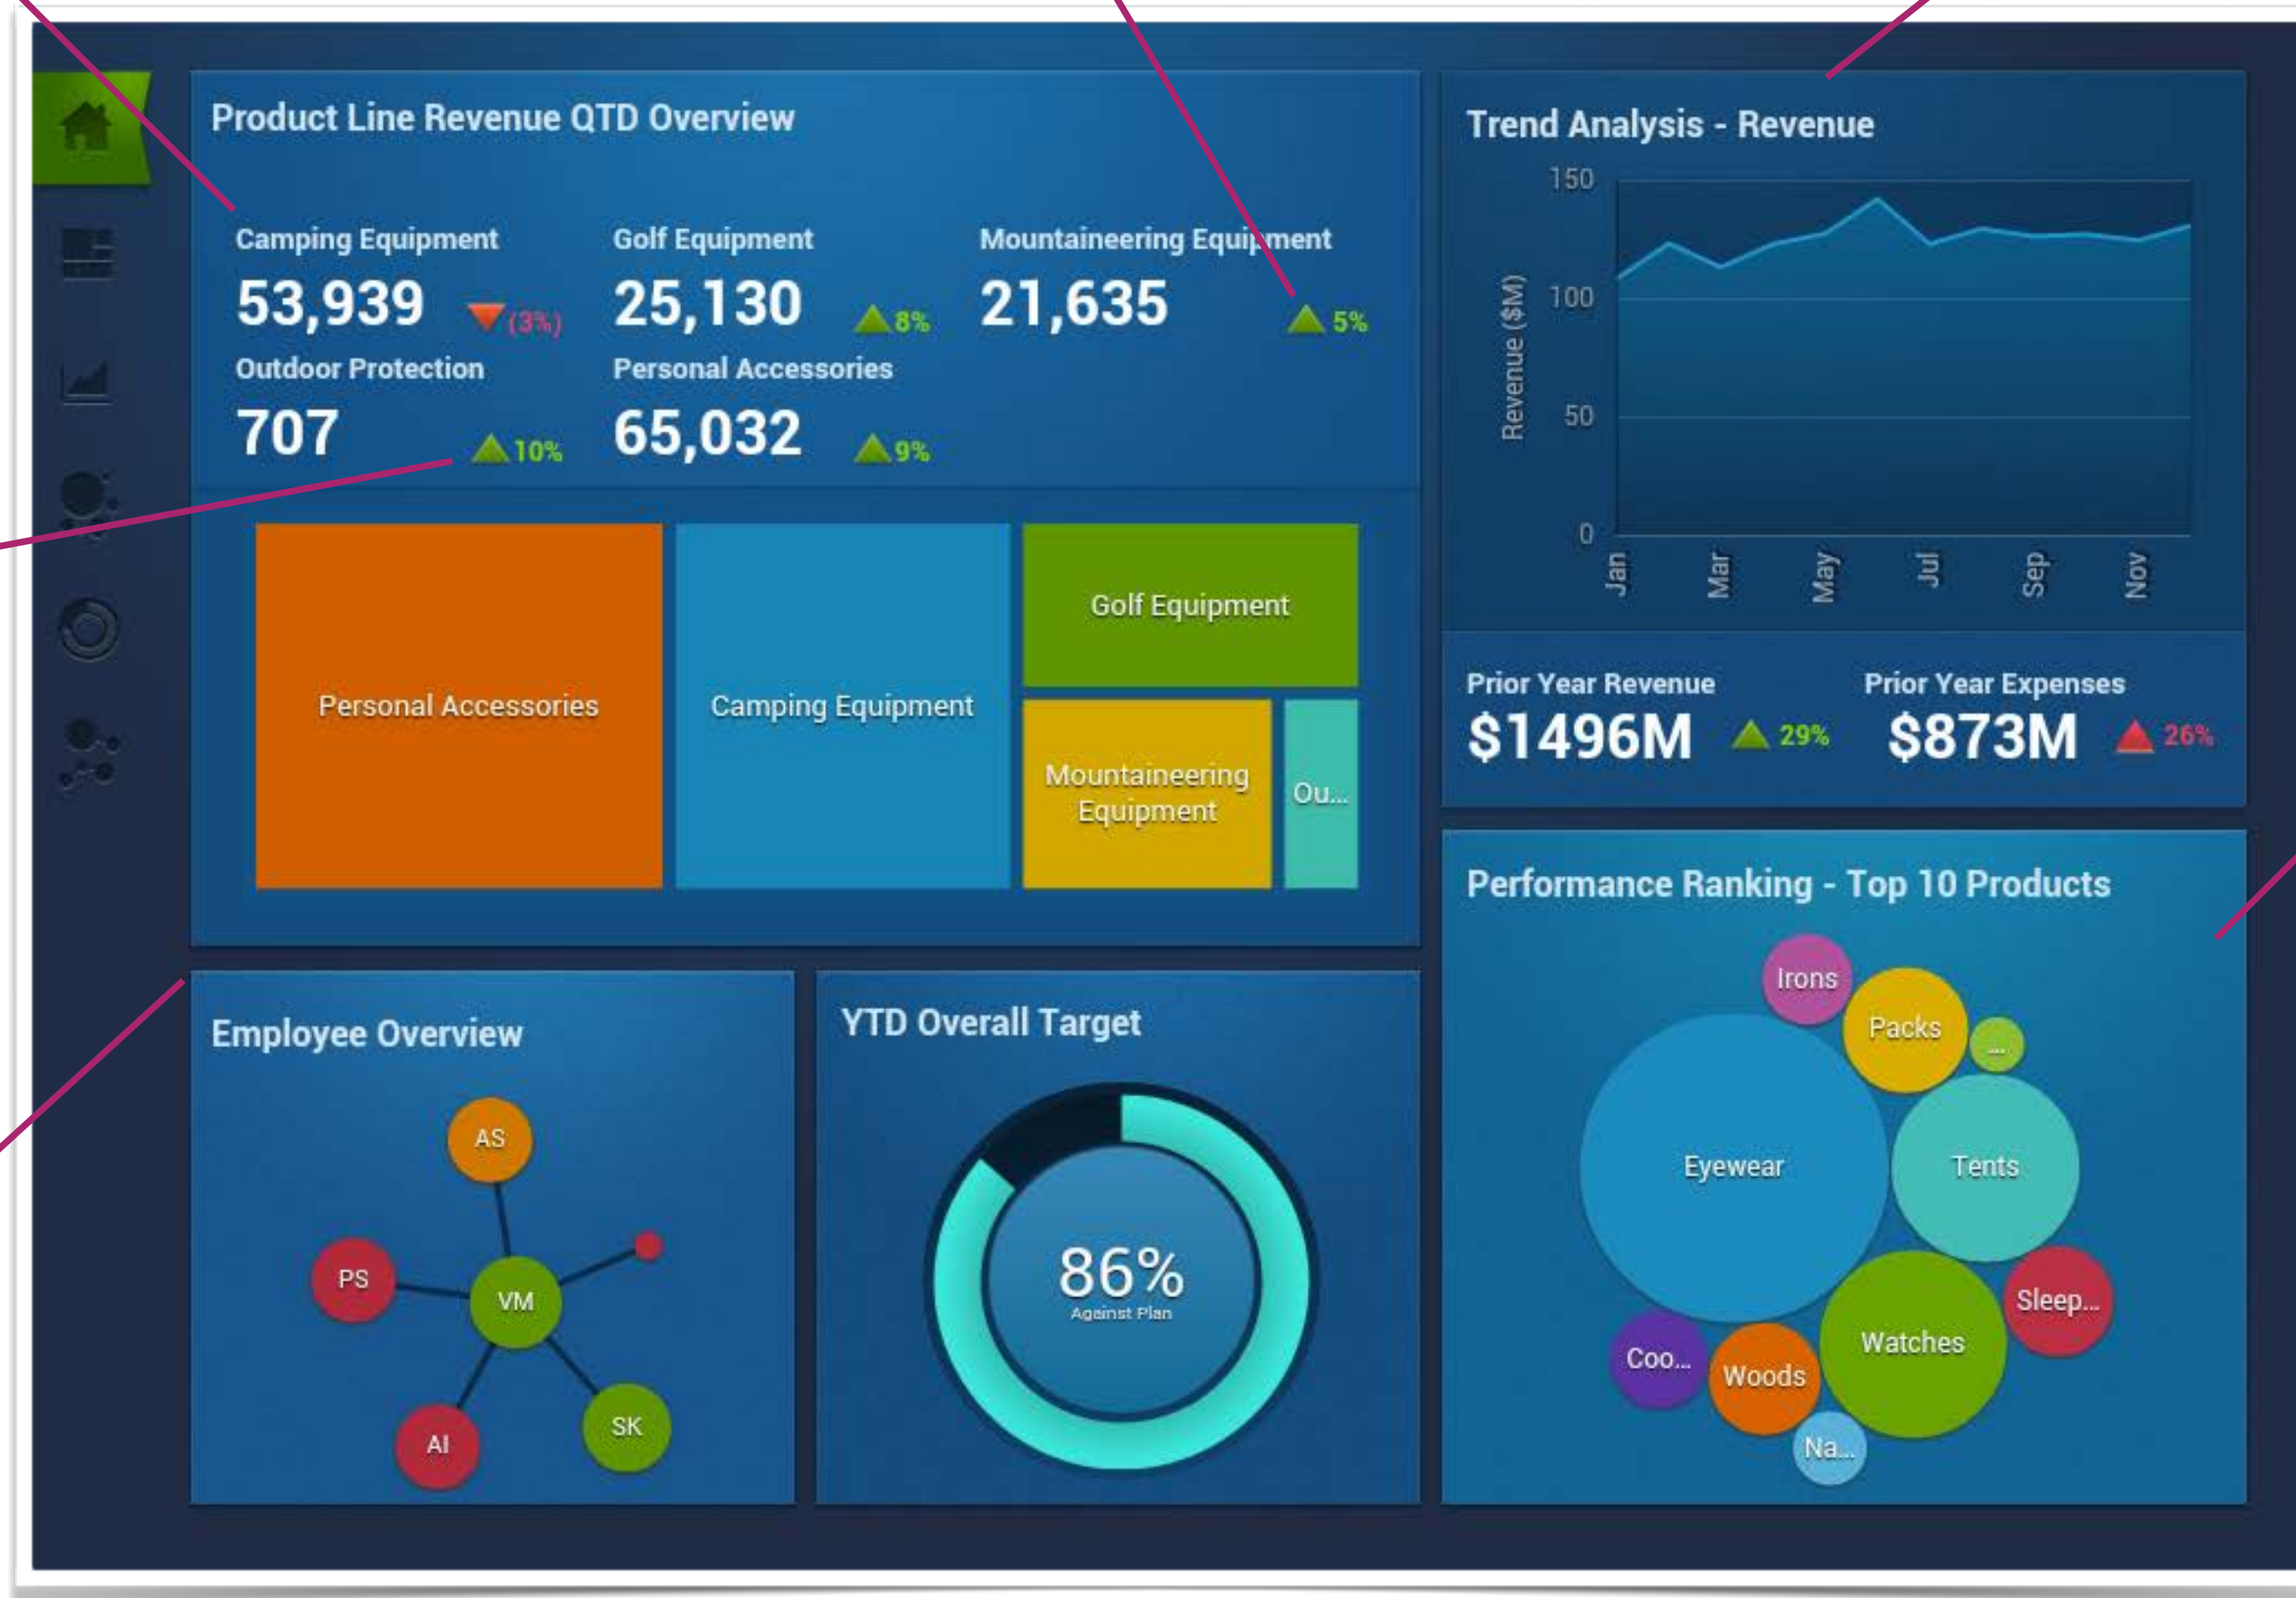 Product Line Revenue QTD Overview
Camping Equipment
53,939 (3%)
Golf Equipment
25,130 8%
Mountaineering Equipment
21,635 5%
Outdoor Protection
707 10%
Personal Accessories
65,032 9%
Personal Accessories
Camping Equipment
Golf Equipment
Mountaineering
Equipment
Ou...
Trend Analysis - Revenue
Revenue ($M)
150
100
50
0
Jan Mar May Jul Sep Nov
Prior Year Revenue
$1496M 29%
Prior Year Expenses
$873M 26%
Employee Overview
AS
PS
VM
AI
SK
YTD Overall Target
86%
Against Plan
Performance Ranking - Top 10 Products
Irons
Packs
...
Eyewear
Tents
Sleep...
Watches
Coo...
Woods
Na...